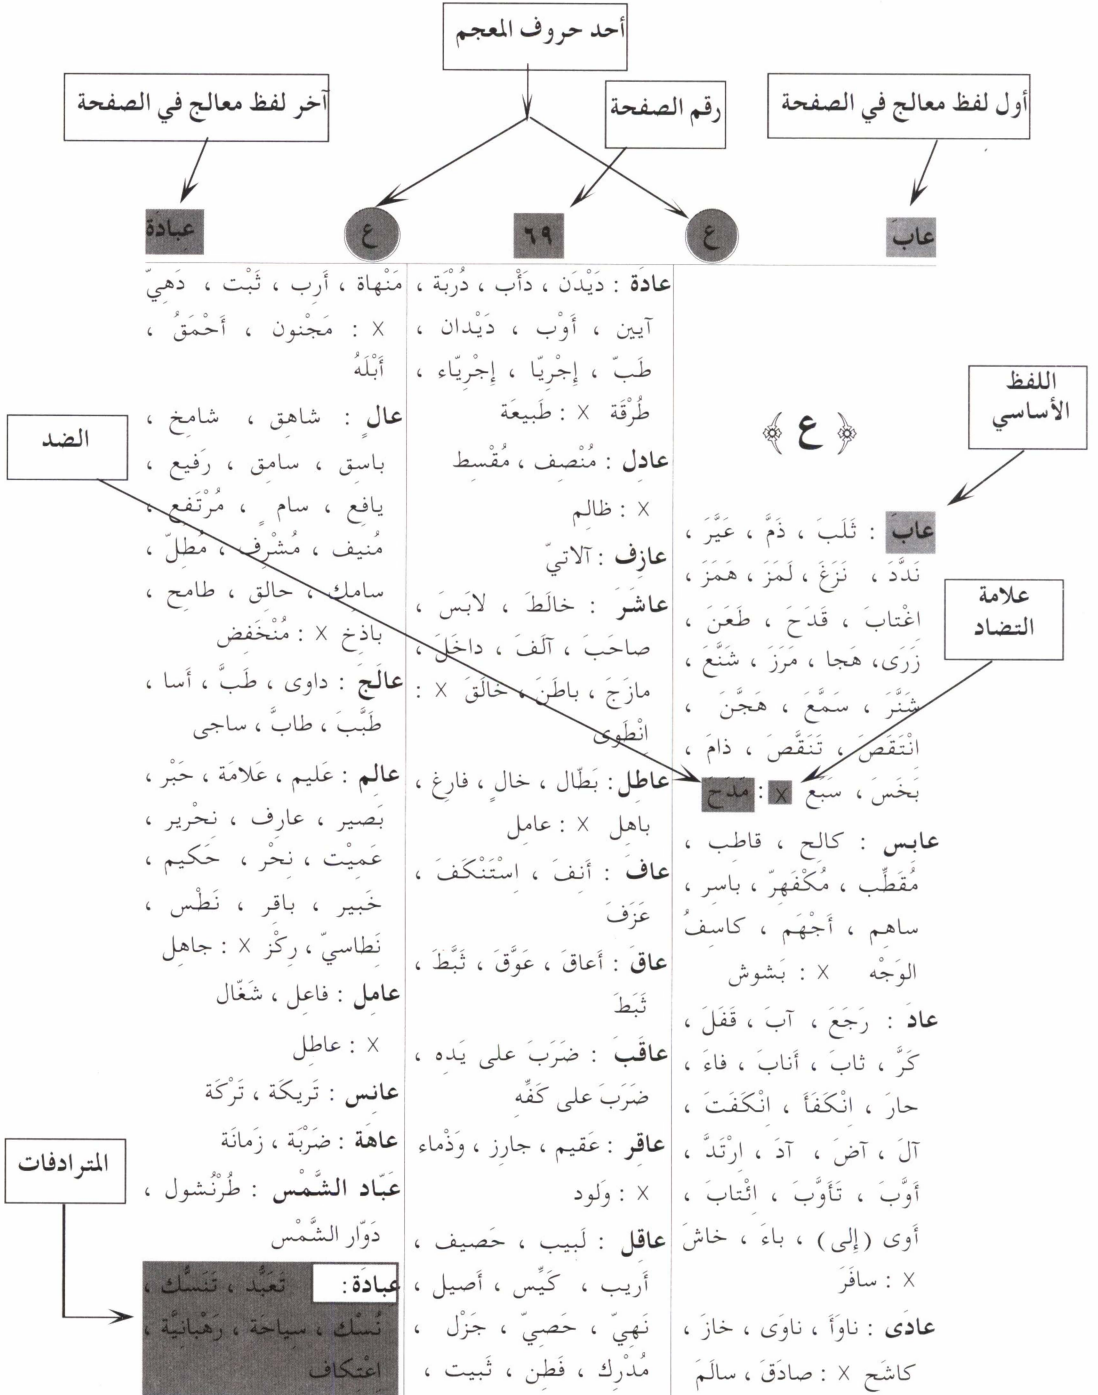 أحد حروف المعجم
أول لفظ معالج في الصفحة
رقم الصفحة
آخر لفظ معالج في الصفحة
عابَ
ع
٦٩
ع
عِبادَة
اللفظ
الأساسي
علامة
التضاد
الضد
المترادفات
﴿ ع ﴾
عابَ : ثَلَبَ ، ذَمَّ ، عَيَّرَ ،
نَدَّدَ ، نَزَغَ ، لَمَزَ ، هَمَزَ ،
اغْتابَ ، قَدَحَ ، طَعَنَ ،
زَرَى، هَجا ، مَرَزَ ، شَنَّعَ ،
شَنَّرَ ، سَمَّعَ ، هَجَّنَ ،
انْتَقَصَ ، تَنَقَّصَ ، ذامَ ،
بَخَسَ ، سَبَّع X : مَدَحَ
عابِس : كالِح ، قاطِب ،
مُقَطِّب ، مُكْفَهِرّ ، باسِر ،
ساهِم ، أَجْهَم ، كاسِفُ
الوَجْه X : بَشوش
عادَ : رَجَعَ ، آبَ ، قَفَلَ ،
كَرَّ ، ثابَ ، أَنابَ ، فاءَ ،
حارَ ، انْكَفَأَ ، انْكَفَتَ ،
آلَ ، آضَ ، آدَ ، ارْتَدَّ ،
أَوَّبَ ، تَأَوَّبَ ، ائْتابَ ،
أَوى (إلى) ، باءَ ، خاشَ
X : سافَرَ
عادَى : ناوَأَ ، ناوَى ، خازَ ،
كاشَح X : صادَقَ ، سالَمَ
عادَة : دَيْدَن ، دَأْب ، دُرْبَة ،
آيين ، أَوْب ، دَيْدان ،
طَبّ ، إِجْرِيّا ، إِجْرِيّاء ،
طُرْقَة X : طَبيعَة
عادِل : مُنْصِف ، مُقْسِط
X : ظالِم
عازِف : آلاتيّ
عاشَرَ : خالَطَ ، لابَسَ ،
صاحَبَ ، آلَفَ ، داخَلَ ،
مازَجَ ، باطَنَ ، خالَقَ X :
انْطَوى
عاطِل : بَطّال ، خالٍ ، فارِغ ،
باهِل X : عامِل
عافَ : أَنِفَ ، اسْتَنْكَفَ ،
عَزَفَ
عاقَ : أَعاقَ ، عَوَّقَ ، ثَبَّطَ ،
ثَبَطَ
عاقَبَ : ضَرَبَ على يَدِه ،
ضَرَبَ على كَفِّه
عاقِر : عَقيم ، جارِز ، وَذْماء
X : وَلود
عاقِل : لَبيب ، حَصيف ،
أَريب ، كَيِّس ، أَصيل ،
نَهِيّ ، حَصِيّ ، جَزْل ،
مُدْرِك ، فَطِن ، ثَبيت ،
مَنْهاة ، أَرِب ، ثَبْت ، دَهِيّ
X : مَجْنون ، أَحْمَقُ ،
أَبْلَهُ
عالٍ : شاهِق ، شامِخ ،
باسِق ، سامِق ، رَفيع ،
يافِع ، سام ٍ ، مُرْتَفِع ،
مُنيف ، مُشْرِف ، مُطِلّ ،
سامِك ، حالِق ، طامِح ،
باذِخ X : مُنْخَفِض
عالَجَ : داوى ، طَبَّ ، أَسا ،
طَبَّبَ ، طابَّ ، ساجى
عالِم : عَليم ، عَلامَة ، حَبْر ،
بَصير ، عارِف ، نِحْرير ،
عِمِيْت ، نِحْر ، حَكيم ،
خَبير ، باقِر ، نَطْس ،
نَطاسيّ ، رِكْز X : جاهِل
عامِل : فاعِل ، شَغّال
X : عاطِل
عانِس : تَريكَة ، تَرْكَة
عاهَة : ضَرْبَة ، زَمانَة
عَبّاد الشَّمْس : طُرْنُشول ،
دَوّار الشَّمْس
عِبادَة: تَعَبُّد ، تَنَسُّك ،
نُسْك ، سِياحَة ، رَهْبانِيَّة ،
اعْتِكاف